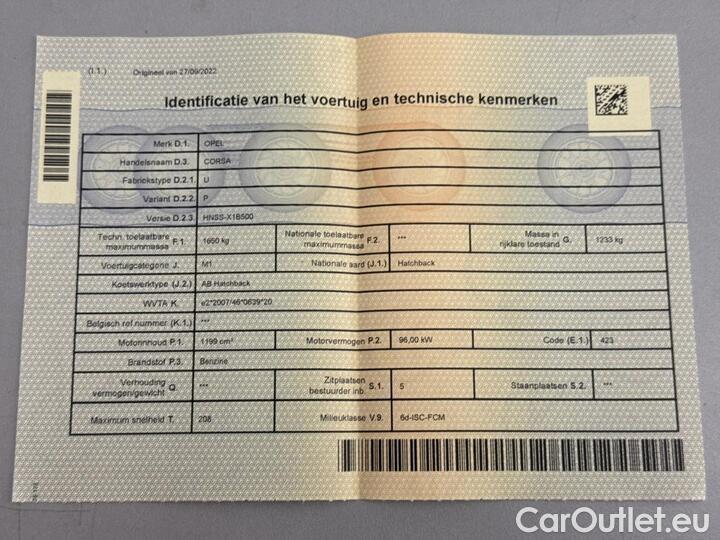 (I.1.) Origineel van 27/09/2022
Identificatie van het voertuig en technische kenmerken
Merk D.1. OPEL
Handelsnaam D.3. CORSA
Fabriekstype D.2.1. U
Variant D.2.2. P
Versie D.2.3. HNSS-X1B500
Techn. toelaatbare maximummassa F.1. 1650 kg Nationale toelaatbare maximummassa F.2. *** Massa in rijklare toestand G. 1233 kg
Voertuigcategorie J. M1 Nationale aard (J.1.) Hatchback
Koetswerktype (J.2.) AB Hatchback
WVTA K. e2*2007/46*0639*20
Belgisch ref nummer (K.1.) ***
Motorinhoud P.1. 1199 cm³ Motorvermogen P.2. 96,00 kW Code (E.1.) 423
Brandstof P.3. Benzine
Verhouding vermogen/gewicht Q. *** Zitplaatsen bestuurder inb. S.1. 5 Staanplaatsen S.2. ***
Maximum snelheid T. 208 Milieuklasse V.9. 6d-ISC-FCM
CarOutlet.eu